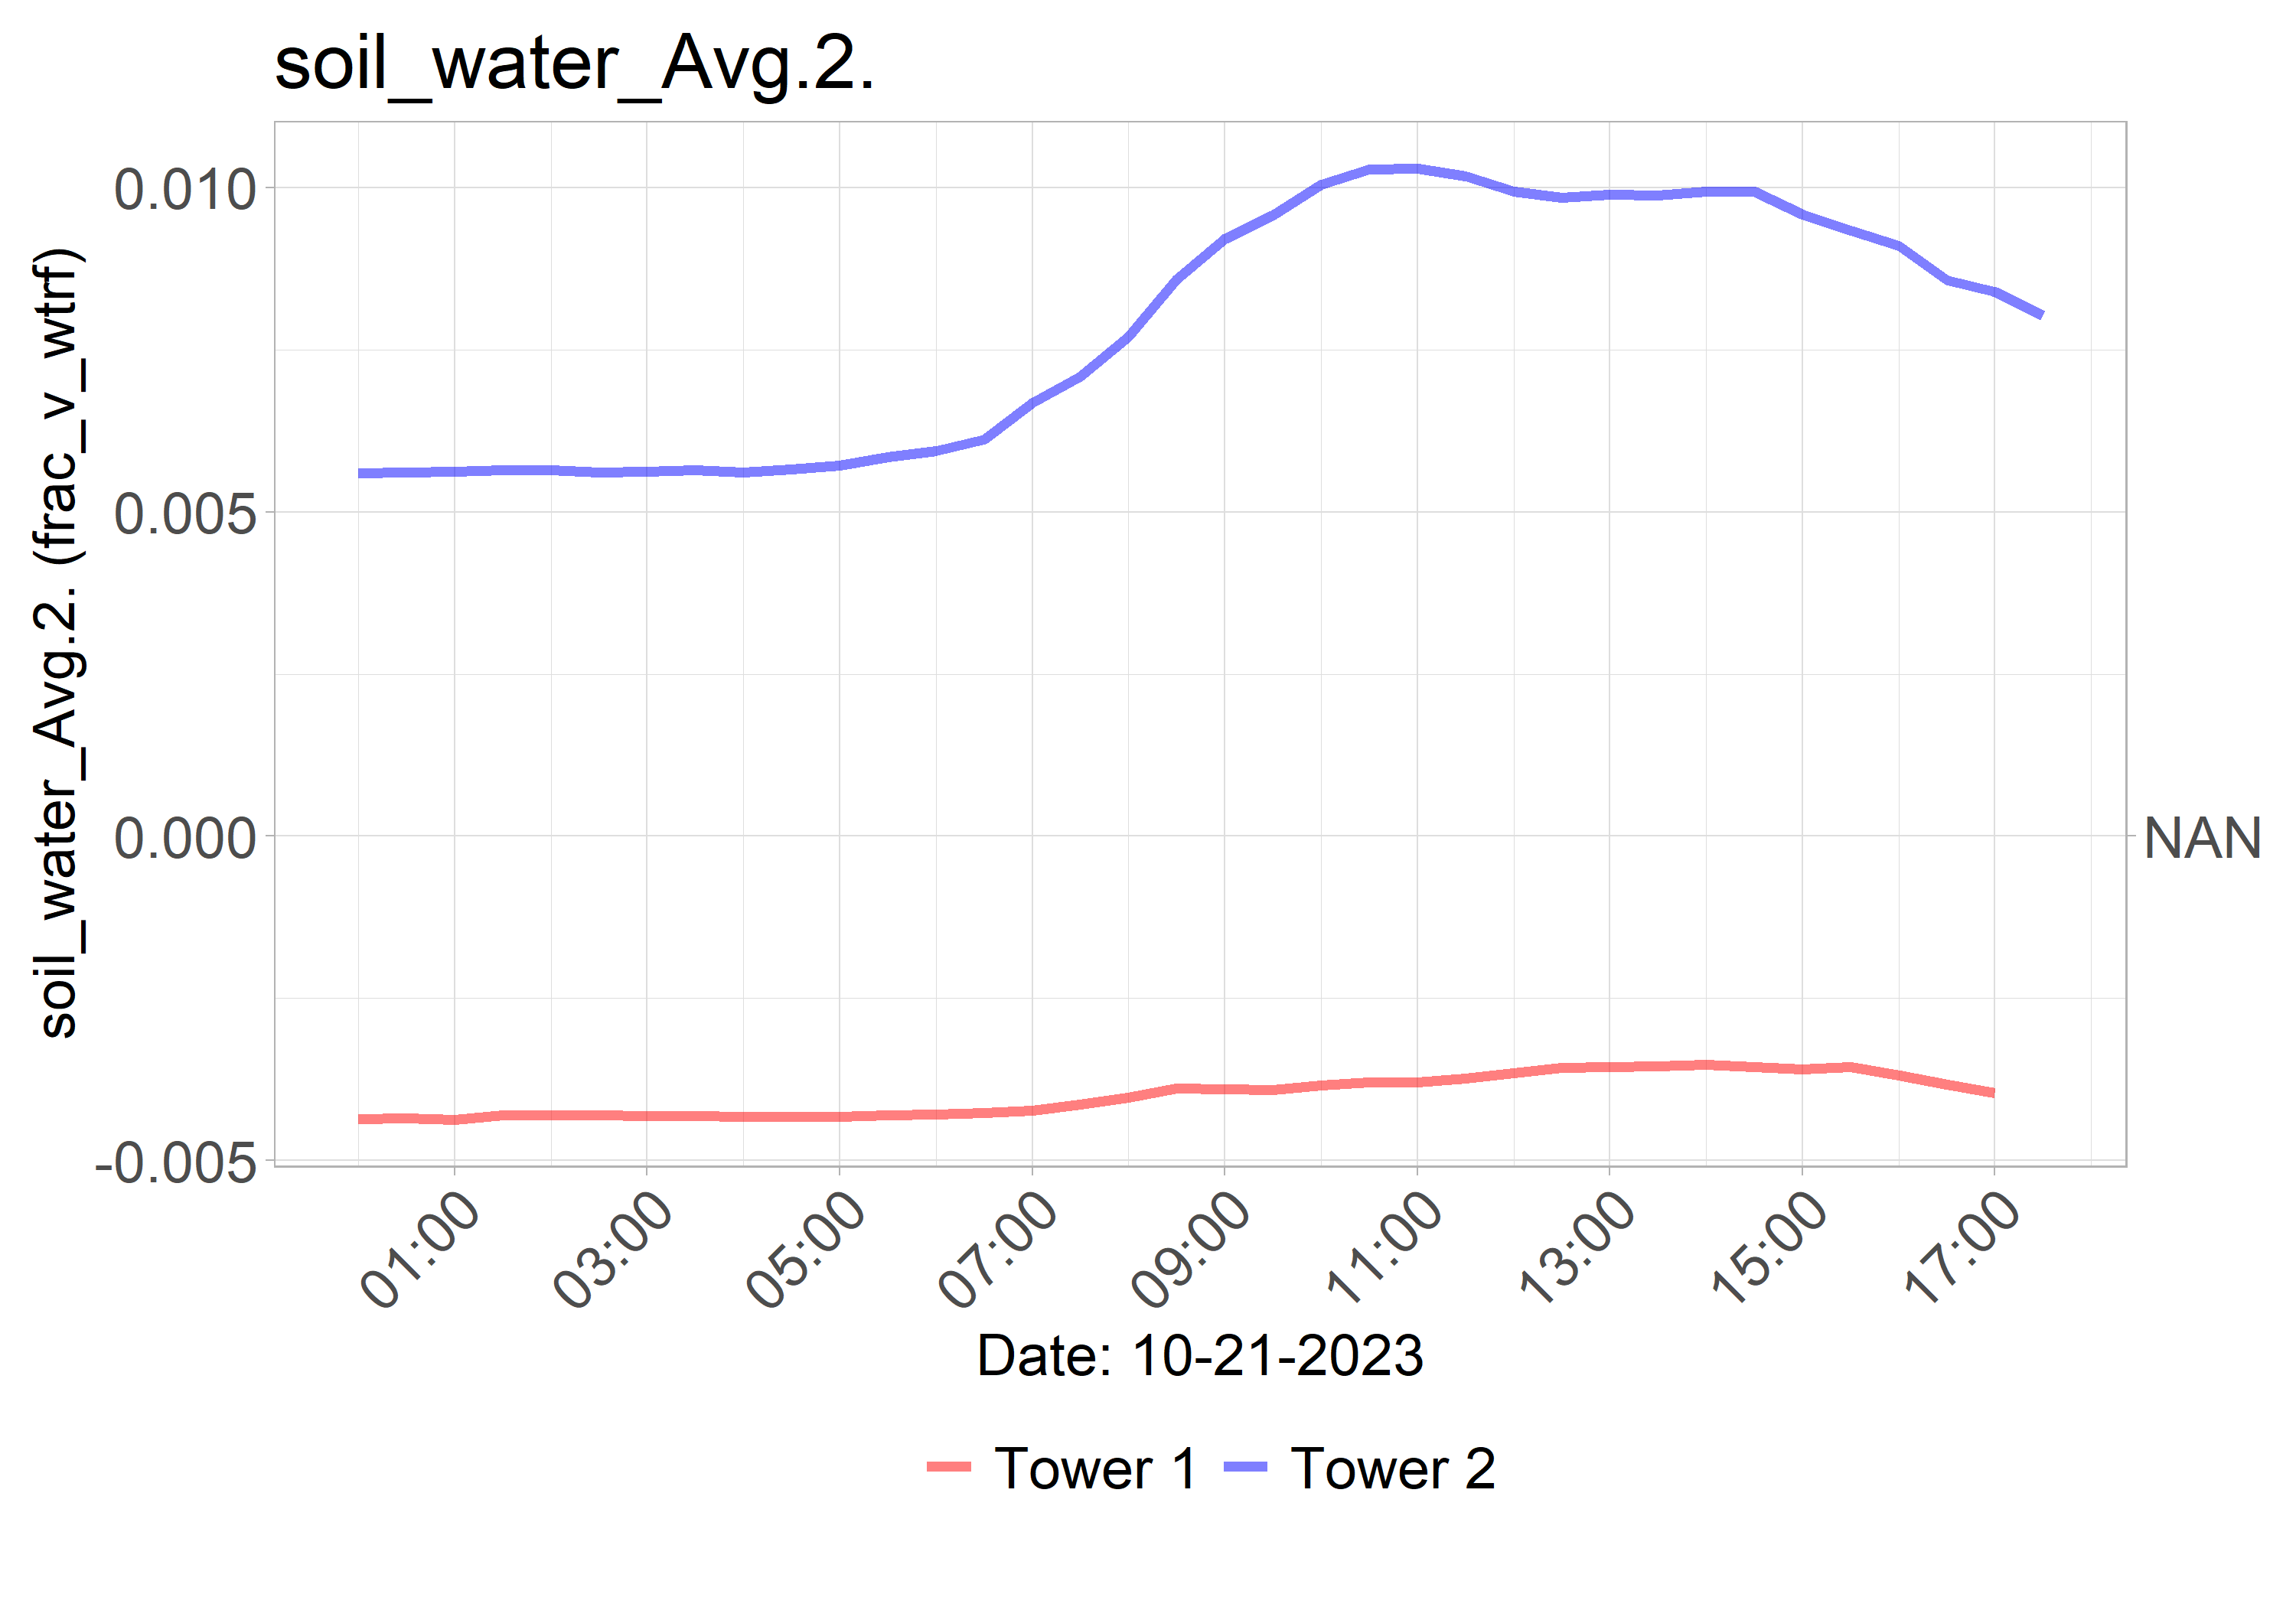 soil_water_Avg.2.
soil_water_Avg.2. (frac_v_wtrf)
0.010
0.005
0.000
-0.005
NAN
01:00
03:00
05:00
07:00
09:00
11:00
13:00
15:00
17:00
Date: 10-21-2023
Tower 1
Tower 2